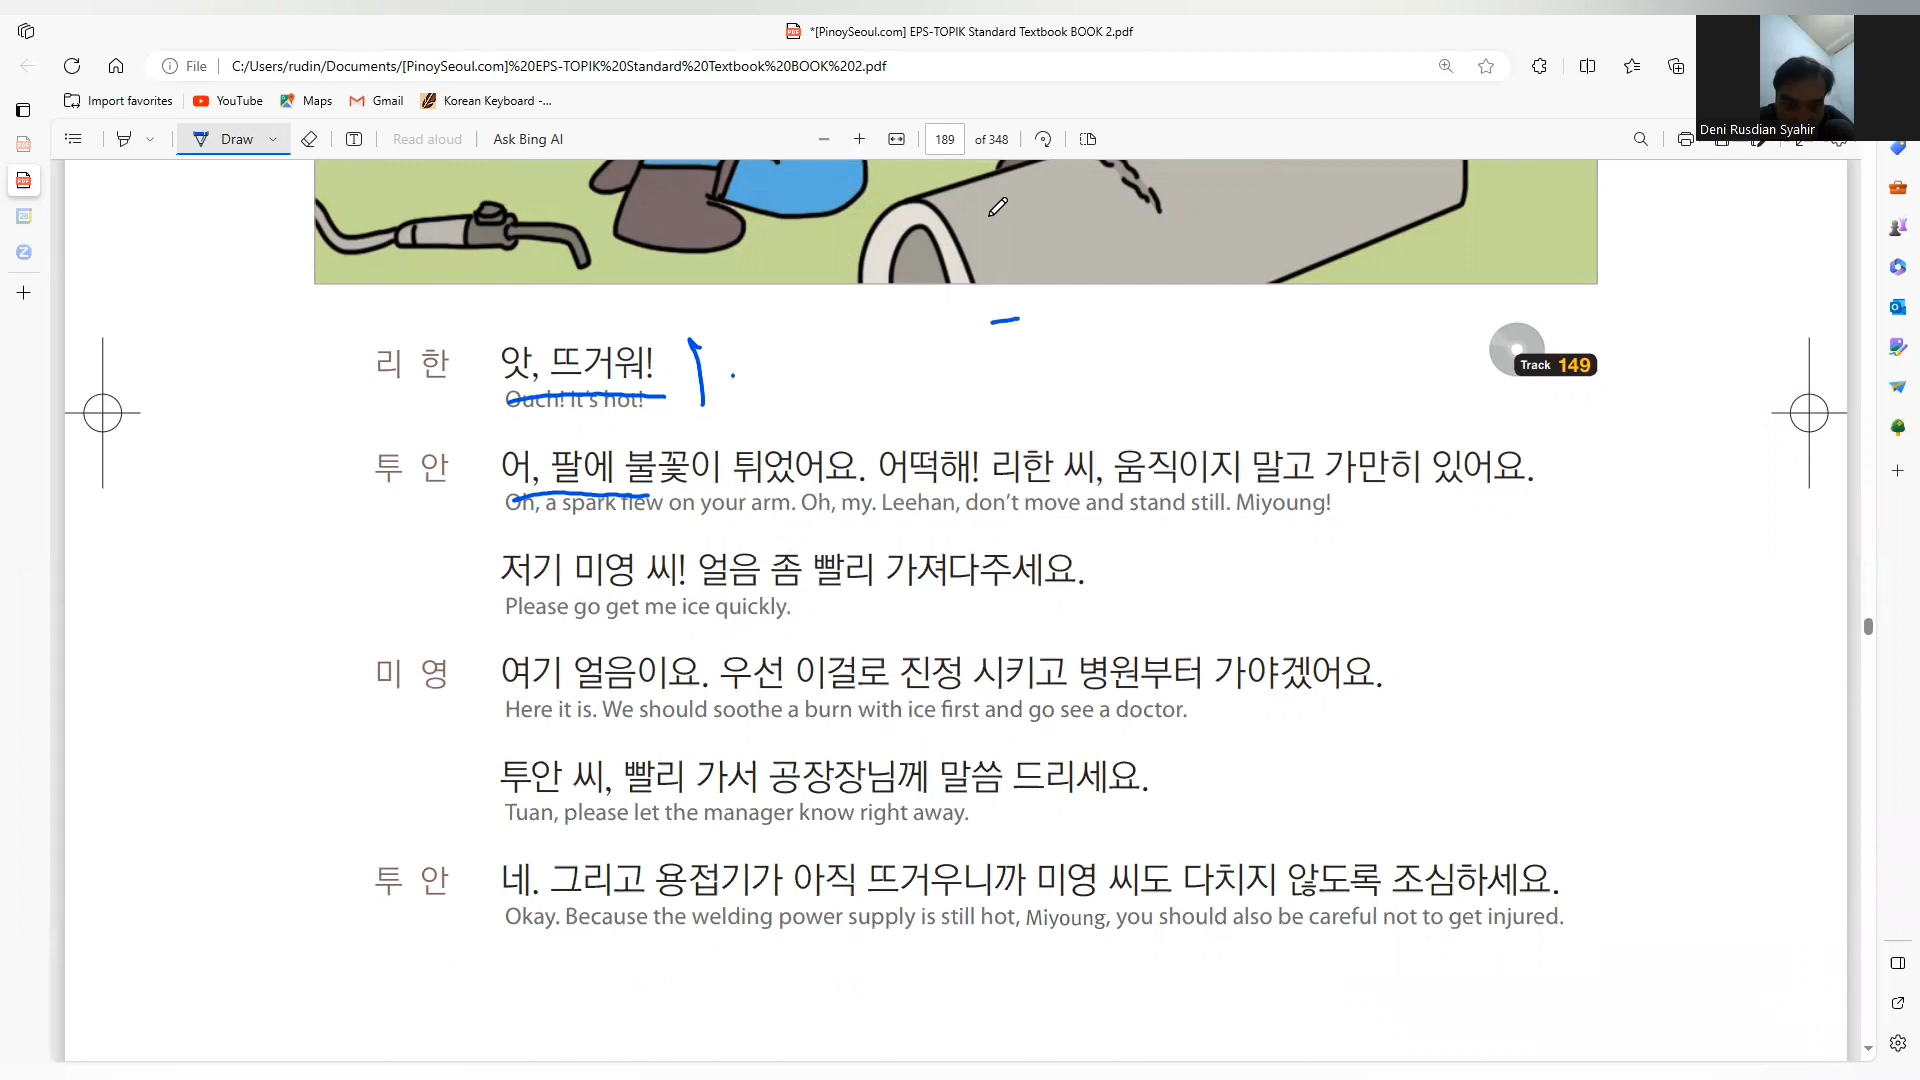 *[PinoySeoul.com] EPS-TOPIK Standard Textbook BOOK 2.pdf
File C:/Users/rudin/Documents/[PinoySeoul.com]%20EPS-TOPIK%20Standard%20Textbook%20BOOK%202.pdf
Import favorites YouTube Maps Gmail Korean Keyboard -...
Deni Rusdian Syahir
Draw Read aloud Ask Bing AI 189 of 348
리 한 앗, 뜨거워!
Ouch! It's hot!
Track 149
투 안 어, 팔에 불꽃이 튀었어요. 어떡해! 리한 씨, 움직이지 말고 가만히 있어요.
Oh, a spark flew on your arm. Oh, my. Leehan, don't move and stand still. Miyoung!
저기 미영 씨! 얼음 좀 빨리 가져다주세요.
Please go get me ice quickly.
미 영 여기 얼음이요. 우선 이걸로 진정 시키고 병원부터 가야겠어요.
Here it is. We should soothe a burn with ice first and go see a doctor.
투안 씨, 빨리 가서 공장장님께 말씀 드리세요.
Tuan, please let the manager know right away.
투 안 네. 그리고 용접기가 아직 뜨거우니까 미영 씨도 다치지 않도록 조심하세요.
Okay. Because the welding power supply is still hot, Miyoung, you should also be careful not to get injured.